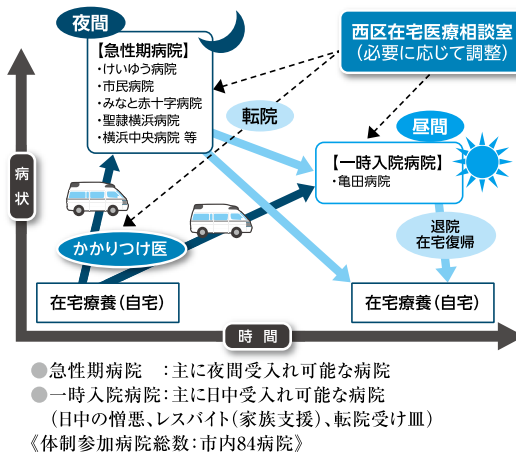 夜間
【急性期病院】
・けいゆう病院
・市民病院
・みなと赤十字病院
・聖隷横浜病院
・横浜中央病院 等
西区在宅医療相談室
(必要に応じて調整)
転院
昼間
【一時入院病院】
・亀田病院
病状
かかりつけ医
退院
在宅復帰
在宅療養(自宅)
在宅療養(自宅)
時間
●急性期病院 :主に夜間受入れ可能な病院
●一時入院病院:主に日中受入れ可能な病院
(日中の憎悪、レスバイト(家族支援)、転院受け皿)
《体制参加病院総数:市内84病院》